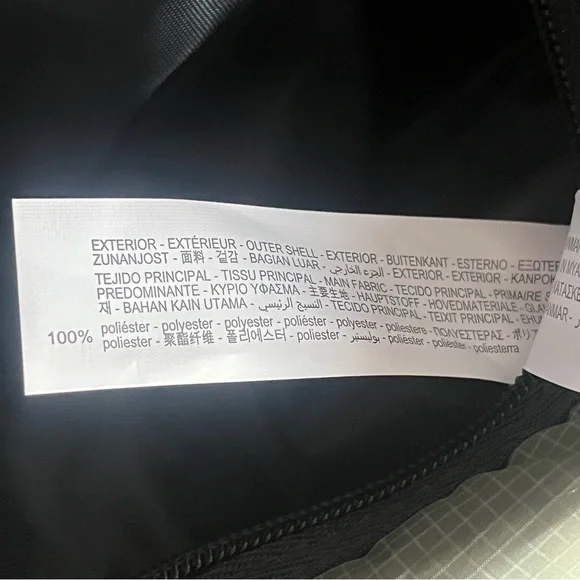 EXTERIOR - EXTÉRIEUR - OUTER SHELL - EXTERIOR - BUITENKANT - ESTERNO - ΕΞΩΤΕΡ
ZUNANJOST - 面料 - 겉감 - BAGIAN LUAR - الجزء الخارجي - EXTERIOR - EXTERIOR - KANPOK
TEJIDO PRINCIPAL - TISSU PRINCIPAL - MAIN FABRIC - TECIDO PRINCIPAL - PRIMAIRE S
PREDOMINANTE - ΚΥΡΙΟ ΥΦΑΣΜΑ - 主要生地 - HAUPTSTOFF - HOVEDMATERIALE - GLAV
재 - BAHAN KAIN UTAMA - النسيج الرئيسي - TECIDO PRINCIPAL - TEIXIT PRINCIPAL - EHU
100% poliéster - polyester - polyester - poliéster - polyester - poliestere - ΠΟΛΥΕΣΤΕΡΑΣ - ポリ
poliester - 聚酯纤维 - 폴리에스터 - poliester - بوليستر - poliéster - polièster - poliesterra
MAR -